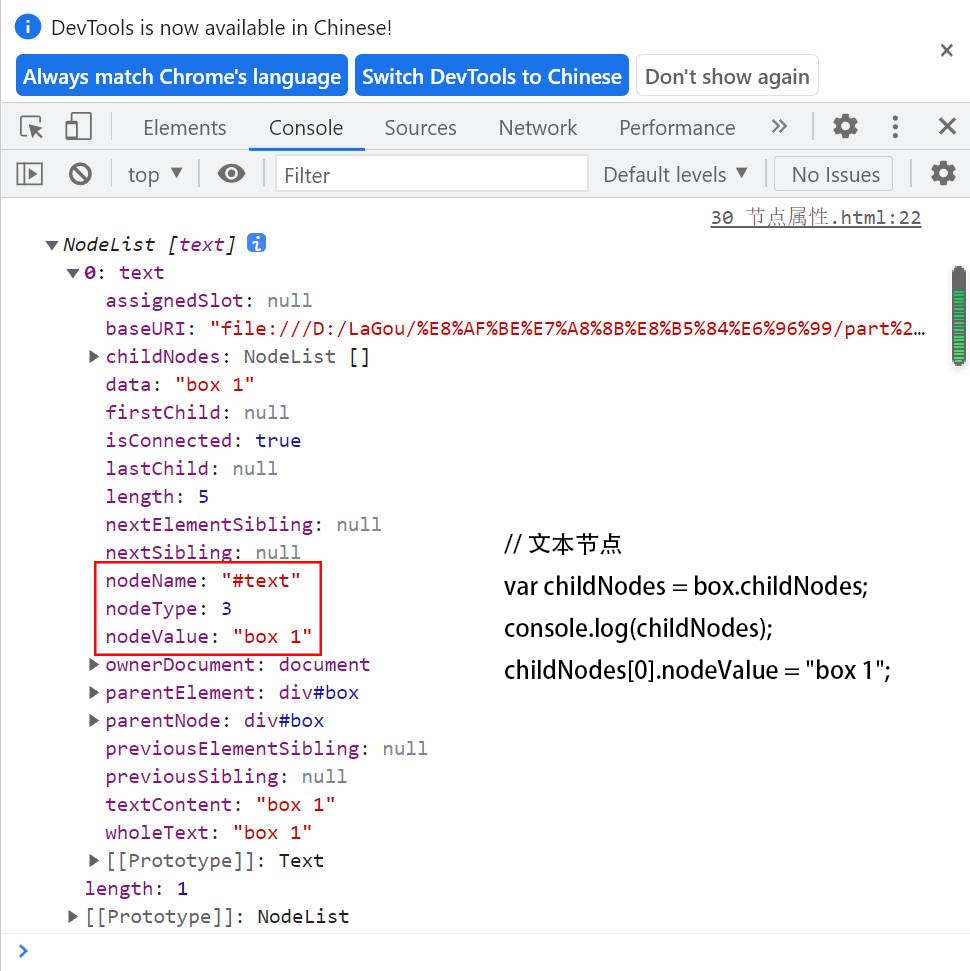 DevTools is now available in Chinese!
Always match Chrome's language
Switch DevTools to Chinese
Don't show again
Elements
Console
Sources
Network
Performance
top
Filter
Default levels
No Issues
30 节点属性.html:22
NodeList [text]
0: text
assignedSlot: null
baseURI: "file:///D:/LaGou/%E8%AF%BE%E7%A8%8B%E8%B5%84%E6%96%99/part%2…
childNodes: NodeList []
data: "box 1"
firstChild: null
isConnected: true
lastChild: null
length: 5
nextElementSibling: null
nextSibling: null
nodeName: "#text"
nodeType: 3
nodeValue: "box 1"
ownerDocument: document
parentElement: div#box
parentNode: div#box
previousElementSibling: null
previousSibling: null
textContent: "box 1"
wholeText: "box 1"
[[Prototype]]: Text
length: 1
[[Prototype]]: NodeList
// 文本节点
var childNodes = box.childNodes;
console.log(childNodes);
childNodes[0].nodeValue = "box 1";